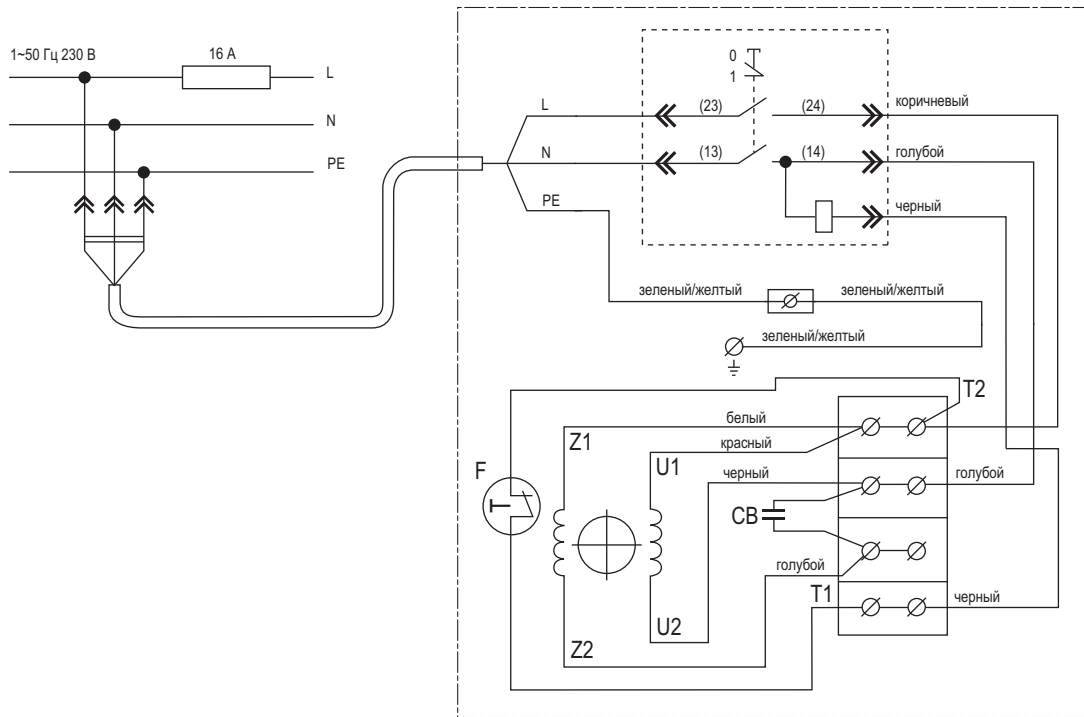 1~50 Гц 230 В
16 А
L
N
PE
0
1
L
(23)
(24)
коричневый
N
(13)
(14)
голубой
PE
черный
зеленый/желтый
зеленый/желтый
зеленый/желтый
T2
белый
Z1
красный
F
U1
черный
голубой
T
CB
голубой
T1
черный
U2
Z2